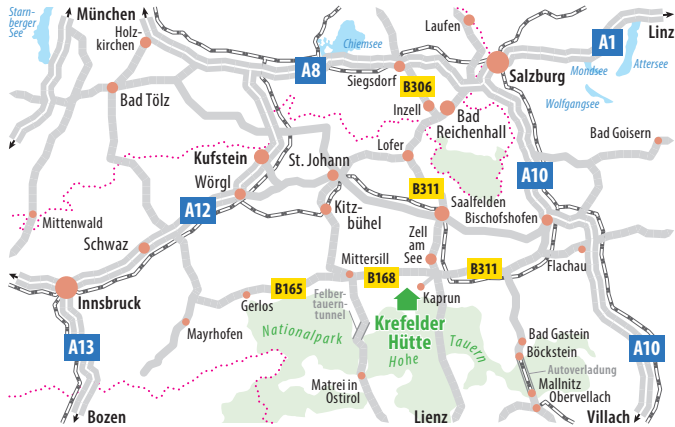 Starn-
berger
See
München
Holz-
kirchen
Chiemsee
Laufen
A1
Linz
A8
Siegsdorf
Salzburg
Mondsee
Attersee
B306
Bad Tölz
Inzell
Bad
Reichenhall
Wolfgangsee
Bad Goisern
Kufstein
St. Johann
Lofer
Wörgl
B311
A10
A12
Kitz-
bühel
Saalfelden
Bischofshofen
Mittenwald
Schwaz
Zell
am
See
Mittersill
B168
B311
Flachau
Innsbruck
B165
Gerlos
Felber-
tauern-
tunnel
Kaprun
Mayrhofen
Nationalpark
Krefelder
Hütte
Hohe
Tauern
Bad Gastein
Böckstein
A13
A10
Autoverladung
Matrei in
Ostirol
Mallnitz
Obervellach
Bozen
Lienz
Villach